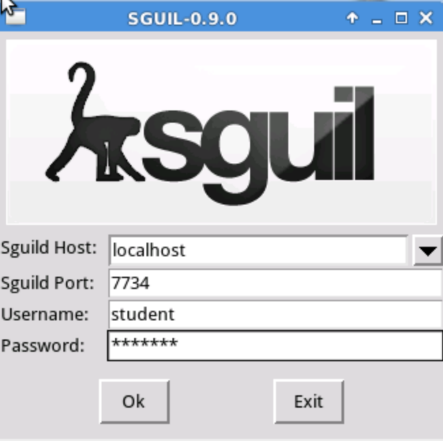 SGUIL-0.9.0
sguil
Sguild Host: localhost
Sguild Port: 7734
Username: student
Password: *******
Ok Exit